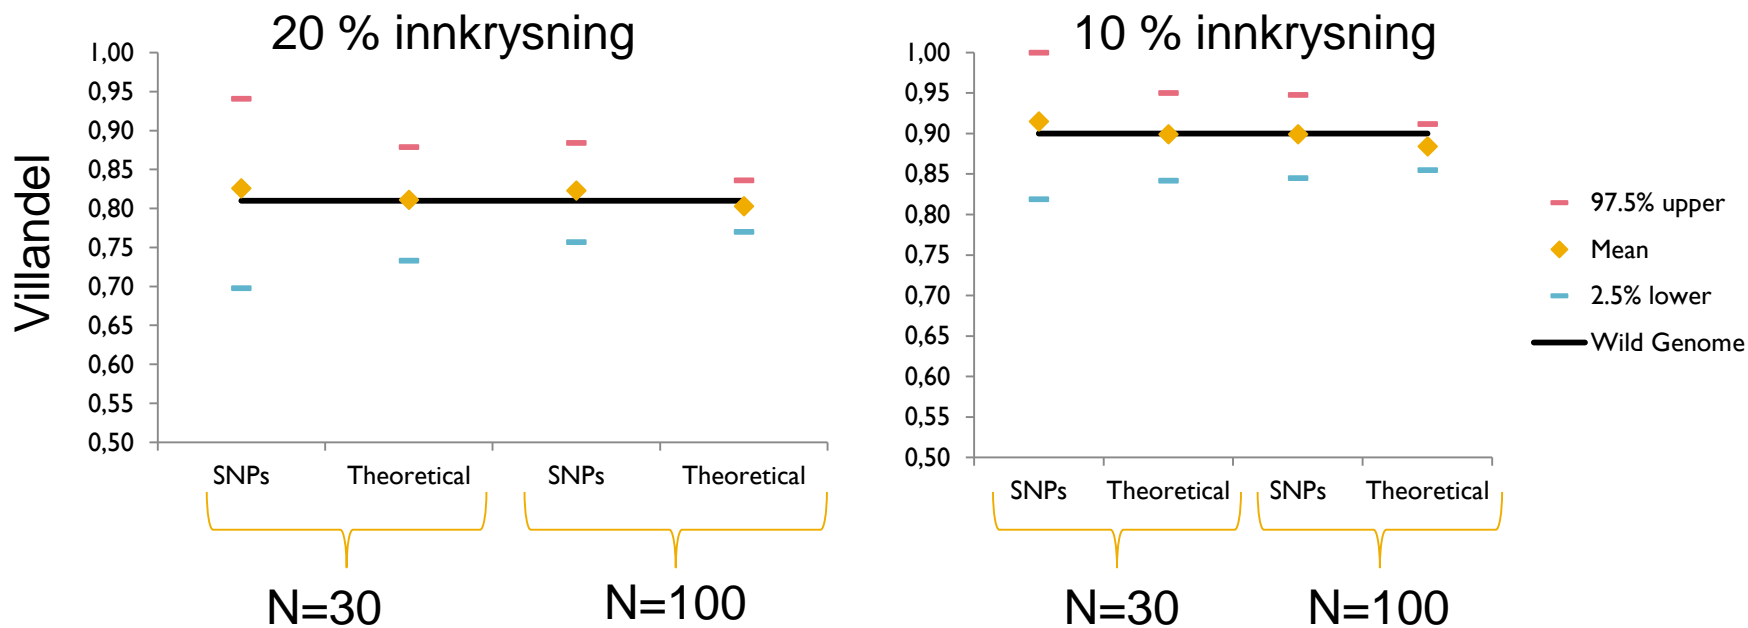 20 % innkrysning
Villandel
1,00
0,95
0,90
0,85
0,80
0,75
0,70
0,65
0,60
0,55
0,50
SNPs Theoretical SNPs Theoretical
N=30 N=100
10 % innkrysning
1,00
0,95
0,90
0,85
0,80
0,75
0,70
0,65
0,60
0,55
0,50
SNPs Theoretical SNPs Theoretical
N=30 N=100
97.5% upper
Mean
2.5% lower
Wild Genome